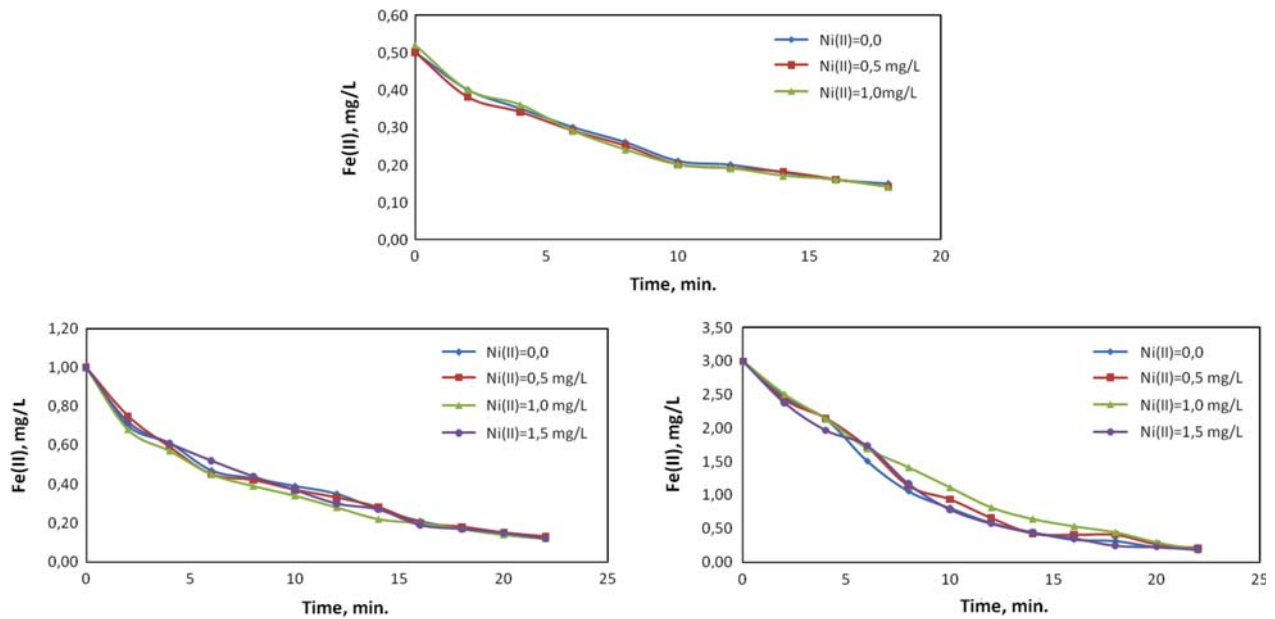 0,60
0,50
0,40
0,30
0,20
0,10
0,00
Fe(II), mg/L
Ni(II)=0,0
Ni(II)=0,5 mg/L
Ni(II)=1,0mg/L
0 5 10 15 20
Time, min.
1,20
1,00
0,80
0,60
0,40
0,20
0,00
Fe(II), mg/L
Ni(II)=0,0
Ni(II)=0,5 mg/L
Ni(II)=1,0 mg/L
Ni(II)=1,5 mg/L
0 5 10 15 20 25
Time, min.
3,50
3,00
2,50
2,00
1,50
1,00
0,50
0,00
Fe(II), mg/L
Ni(II)=0,0
Ni(II)=0,5 mg/L
Ni(II)=1,0 mg/L
Ni(II)=1,5 mg/L
0 5 10 15 20 25
Time, min.